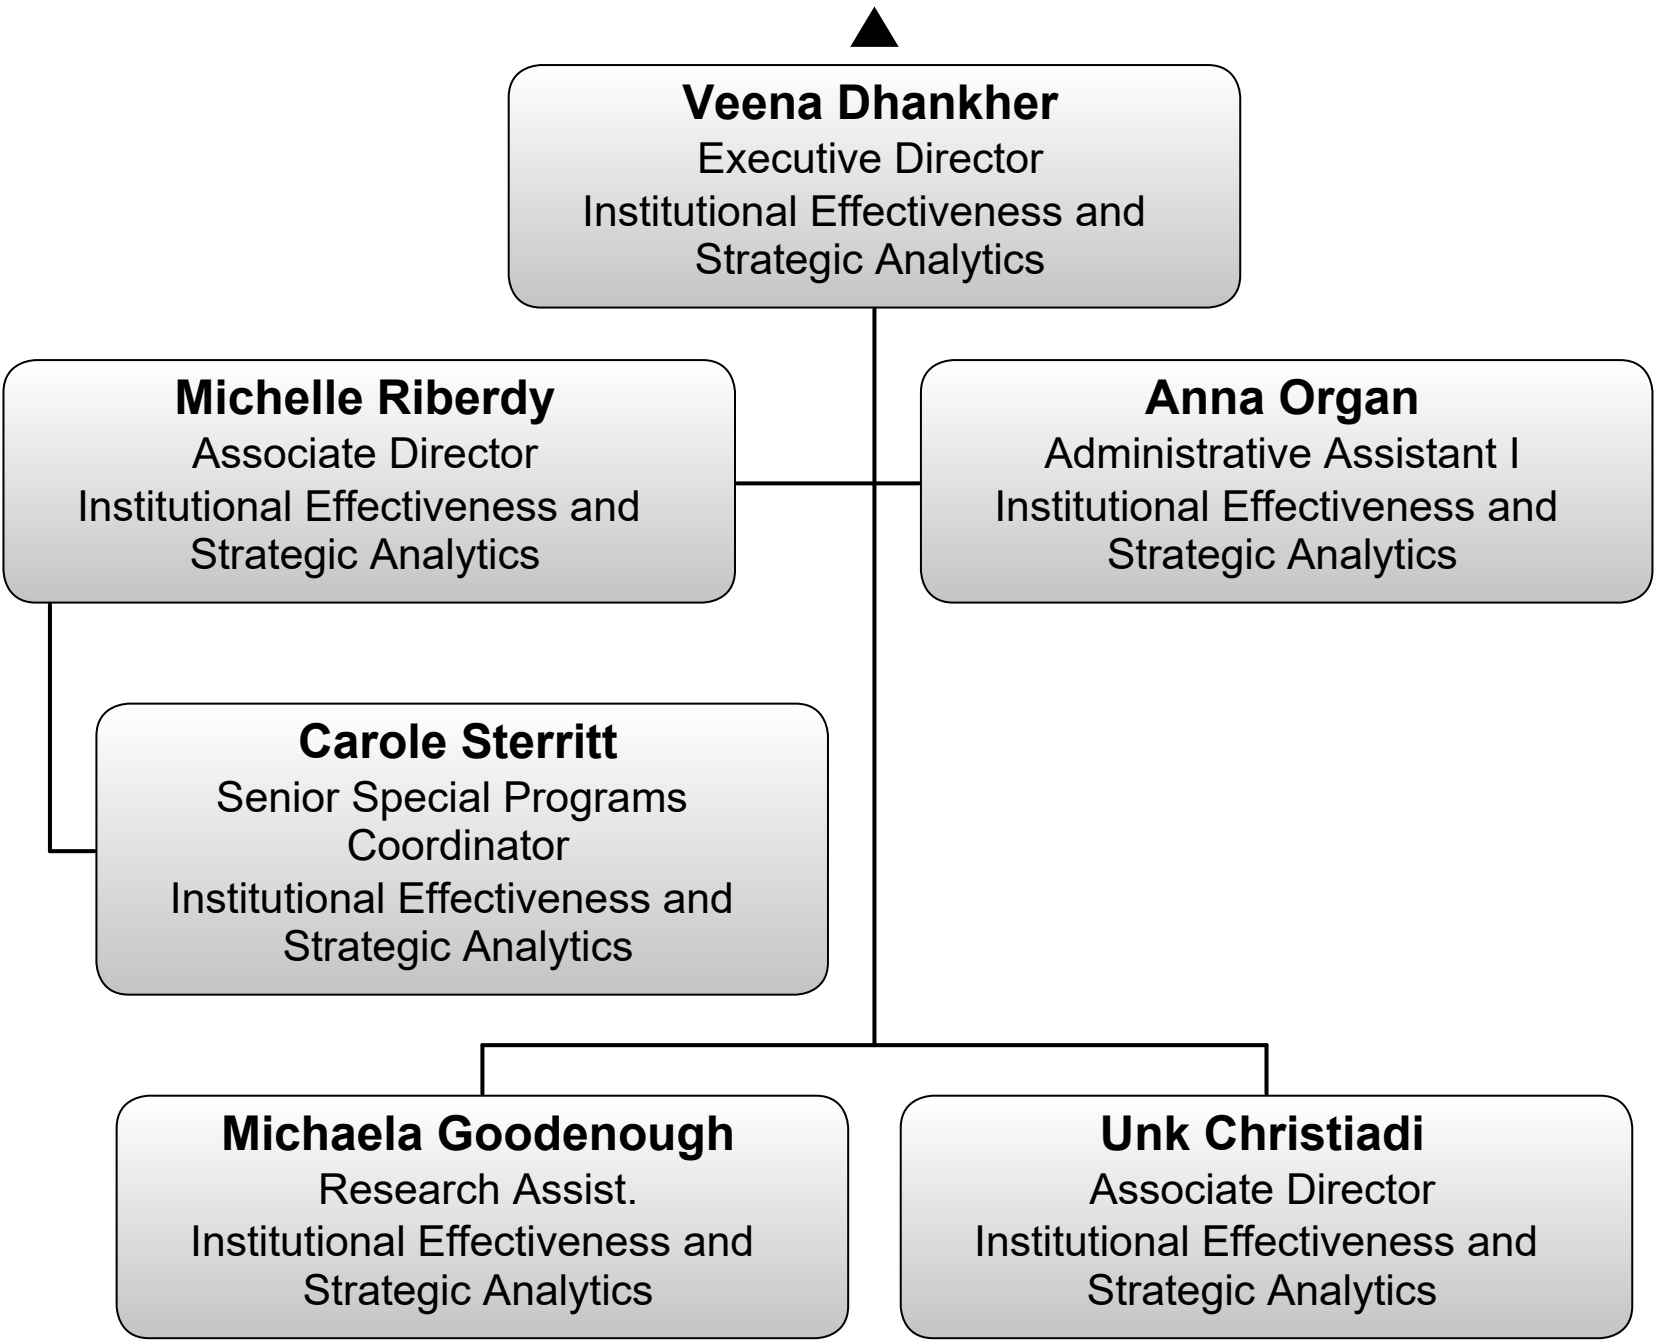 Veena Dhankher
Executive Director
Institutional Effectiveness and
Strategic Analytics
Michelle Riberdy
Associate Director
Institutional Effectiveness and
Strategic Analytics
Anna Organ
Administrative Assistant I
Institutional Effectiveness and
Strategic Analytics
Carole Sterritt
Senior Special Programs
Coordinator
Institutional Effectiveness and
Strategic Analytics
Michaela Goodenough
Research Assist.
Institutional Effectiveness and
Strategic Analytics
Unk Christiadi
Associate Director
Institutional Effectiveness and
Strategic Analytics